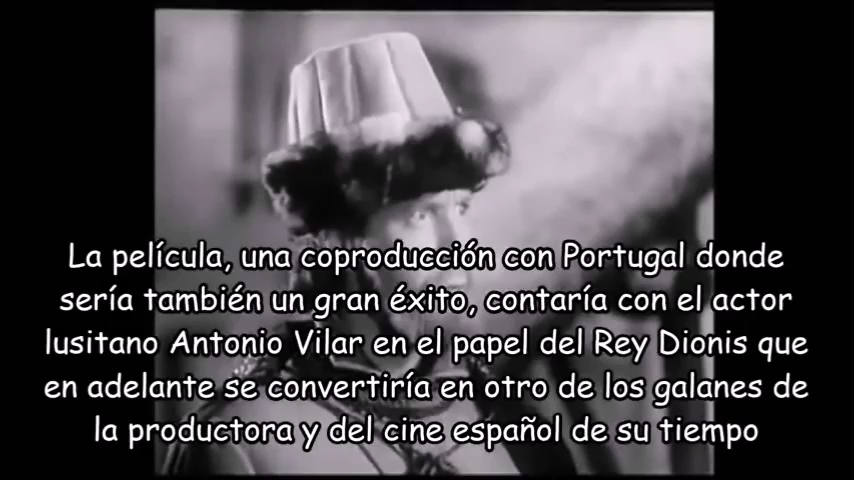 La película, una coproducción con Portugal donde
sería también un gran éxito, contaría con el actor
lusitano Antonio Vilar en el papel del Rey Dionis que
en adelante se convertiría en otro de los galanes de
la productora y del cine español de su tiempo